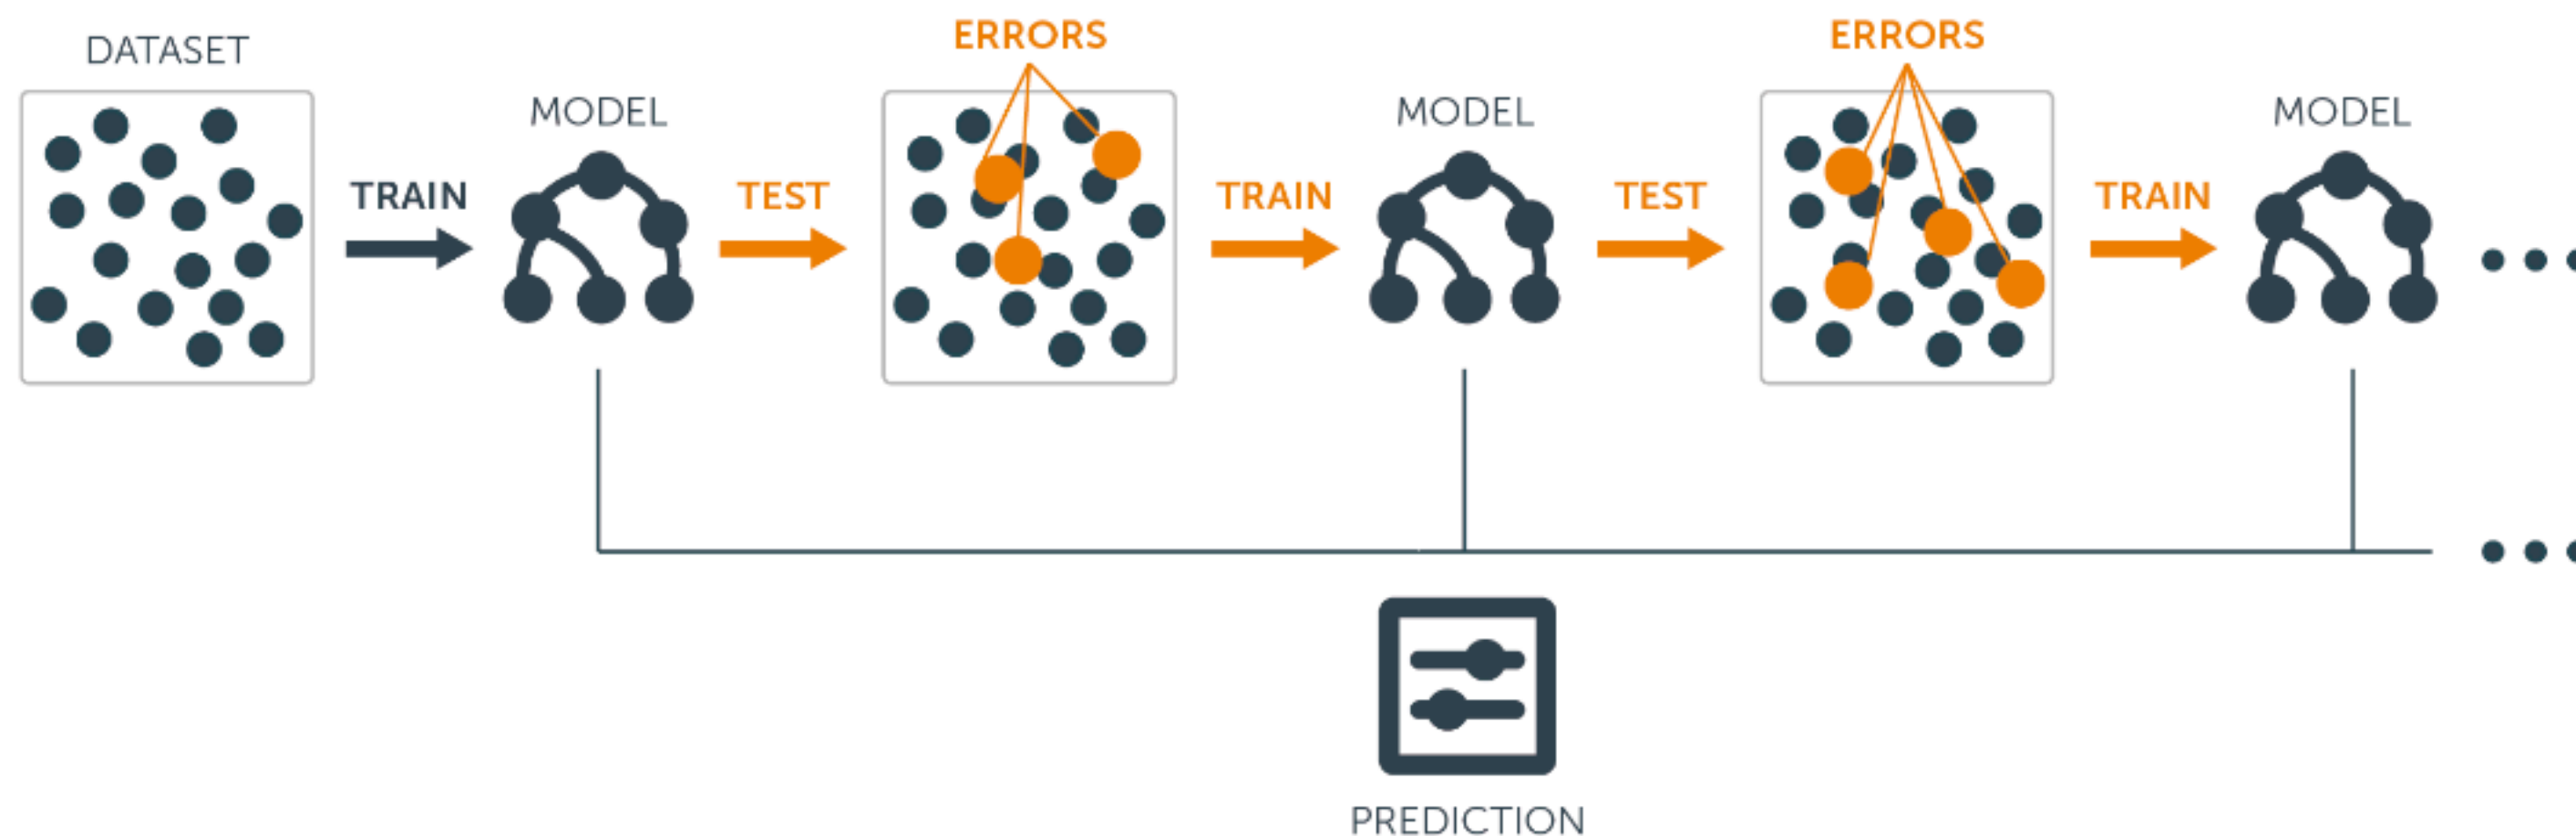 DATASET
TRAIN
MODEL
TEST
ERRORS
TRAIN
MODEL
TEST
ERRORS
TRAIN
MODEL
PREDICTION